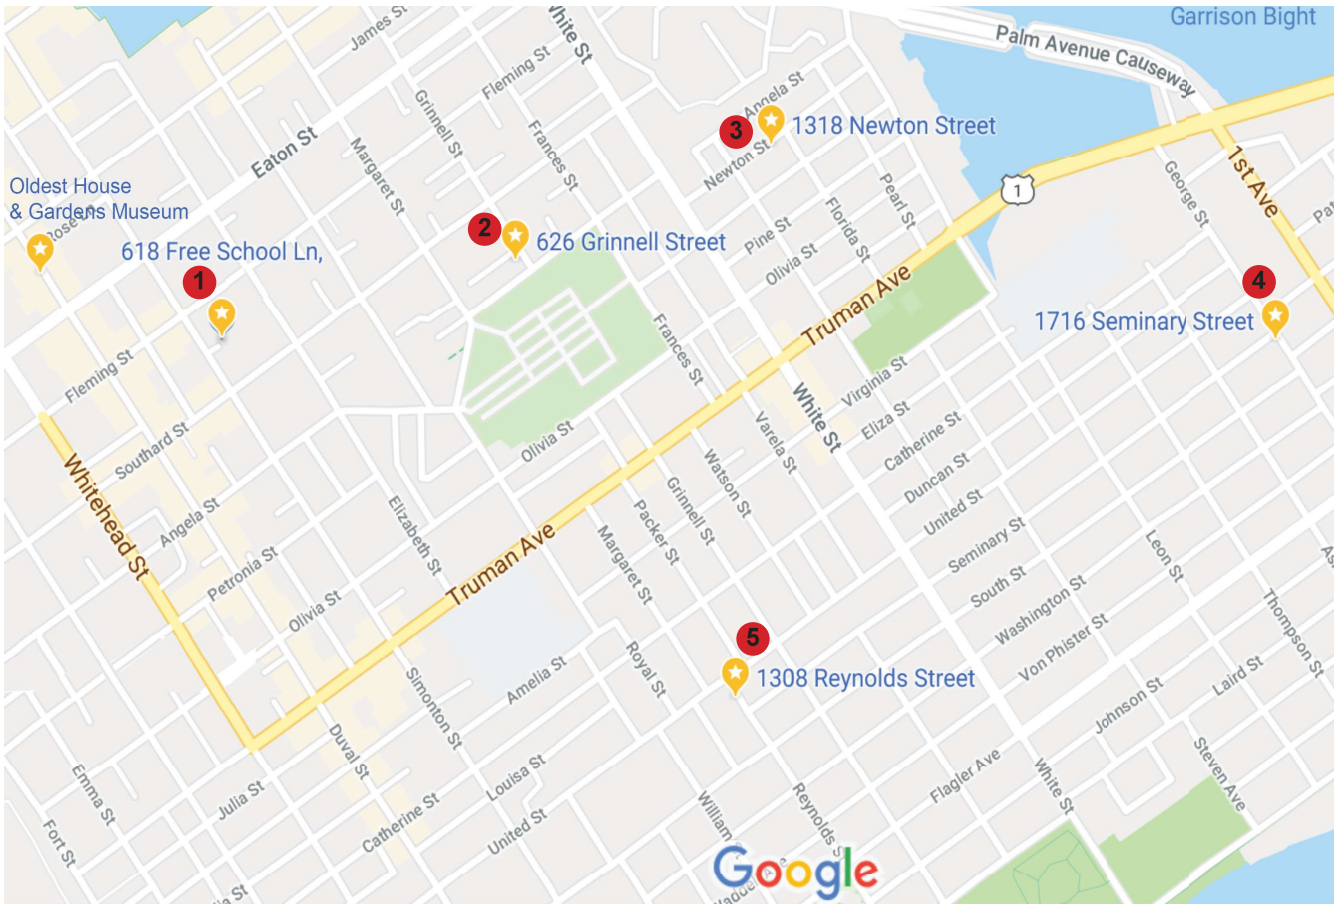 Garrison Bight
Palm Avenue Causeway
White St
James St
Fleming St
Angela St
Grinnell St
3
1318 Newton Street
Newton St
Eaton St
Margaret St
Frances St
1
1st Ave
George St
Oldest House
& Gardens Museum
Pearl St
Florida St
2
626 Grinnell Street
Pine St
Olivia St
618 Free School Ln,
1
4
1716 Seminary Street
Truman Ave
Frances St
Fleming St
Virginia St
White St
Eliza St
Varela St
Catherine St
Southard St
Olivia St
Duncan St
Watson St
United St
Whitehead St
Grinnell St
Packer St
Angela St
Elizabeth St
Margaret St
Seminary St
Leon St
Truman Ave
Petronia St
South St
Washington St
Olivia St
Thompson St
Von Phister St
5
1308 Reynolds Street
Royal St
Amelia St
Laird St
Simonton St
Johnson St
Duval St
Steven Ave
Flagler Ave
White St
Louisa St
Julia St
Emma St
Catherine St
United St
William
Reynolds S
Fort St
Google